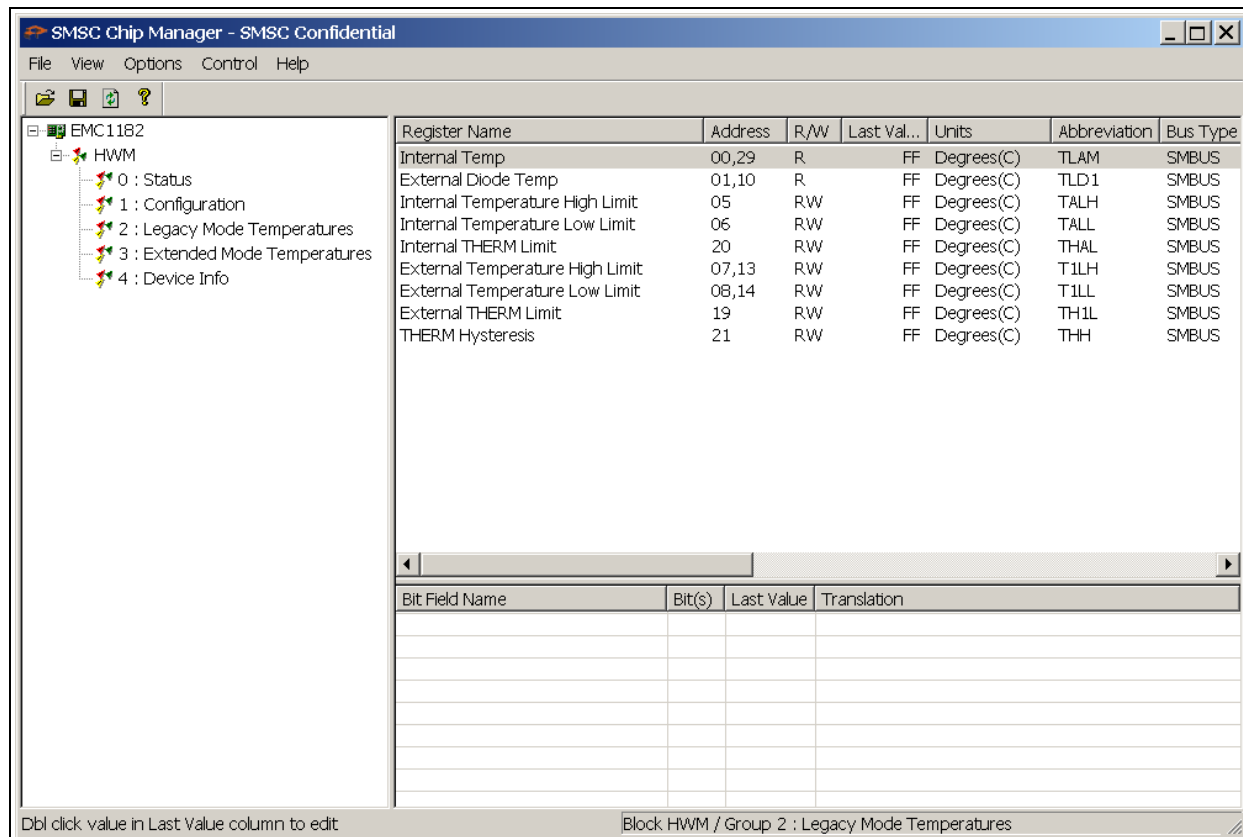 SMSC Chip Manager - SMSC Confidential
File View Options Control Help
EMC1182
HWM
0 : Status
1 : Configuration
2 : Legacy Mode Temperatures
3 : Extended Mode Temperatures
4 : Device Info
Register Name Address R/W Last Val... Units Abbreviation Bus Type
Internal Temp 00,29 R FF Degrees(C) TLAM SMBUS
External Diode Temp 01,10 R FF Degrees(C) TLD1 SMBUS
Internal Temperature High Limit 05 RW FF Degrees(C) TALH SMBUS
Internal Temperature Low Limit 06 RW FF Degrees(C) TALL SMBUS
Internal THERM Limit 20 RW FF Degrees(C) THAL SMBUS
External Temperature High Limit 07,13 RW FF Degrees(C) T1LH SMBUS
External Temperature Low Limit 08,14 RW FF Degrees(C) T1LL SMBUS
External THERM Limit 19 RW FF Degrees(C) TH1L SMBUS
THERM Hysteresis 21 RW FF Degrees(C) THH SMBUS
Bit Field Name Bit(s) Last Value Translation
Dbl click value in Last Value column to edit
Block HWM / Group 2 : Legacy Mode Temperatures